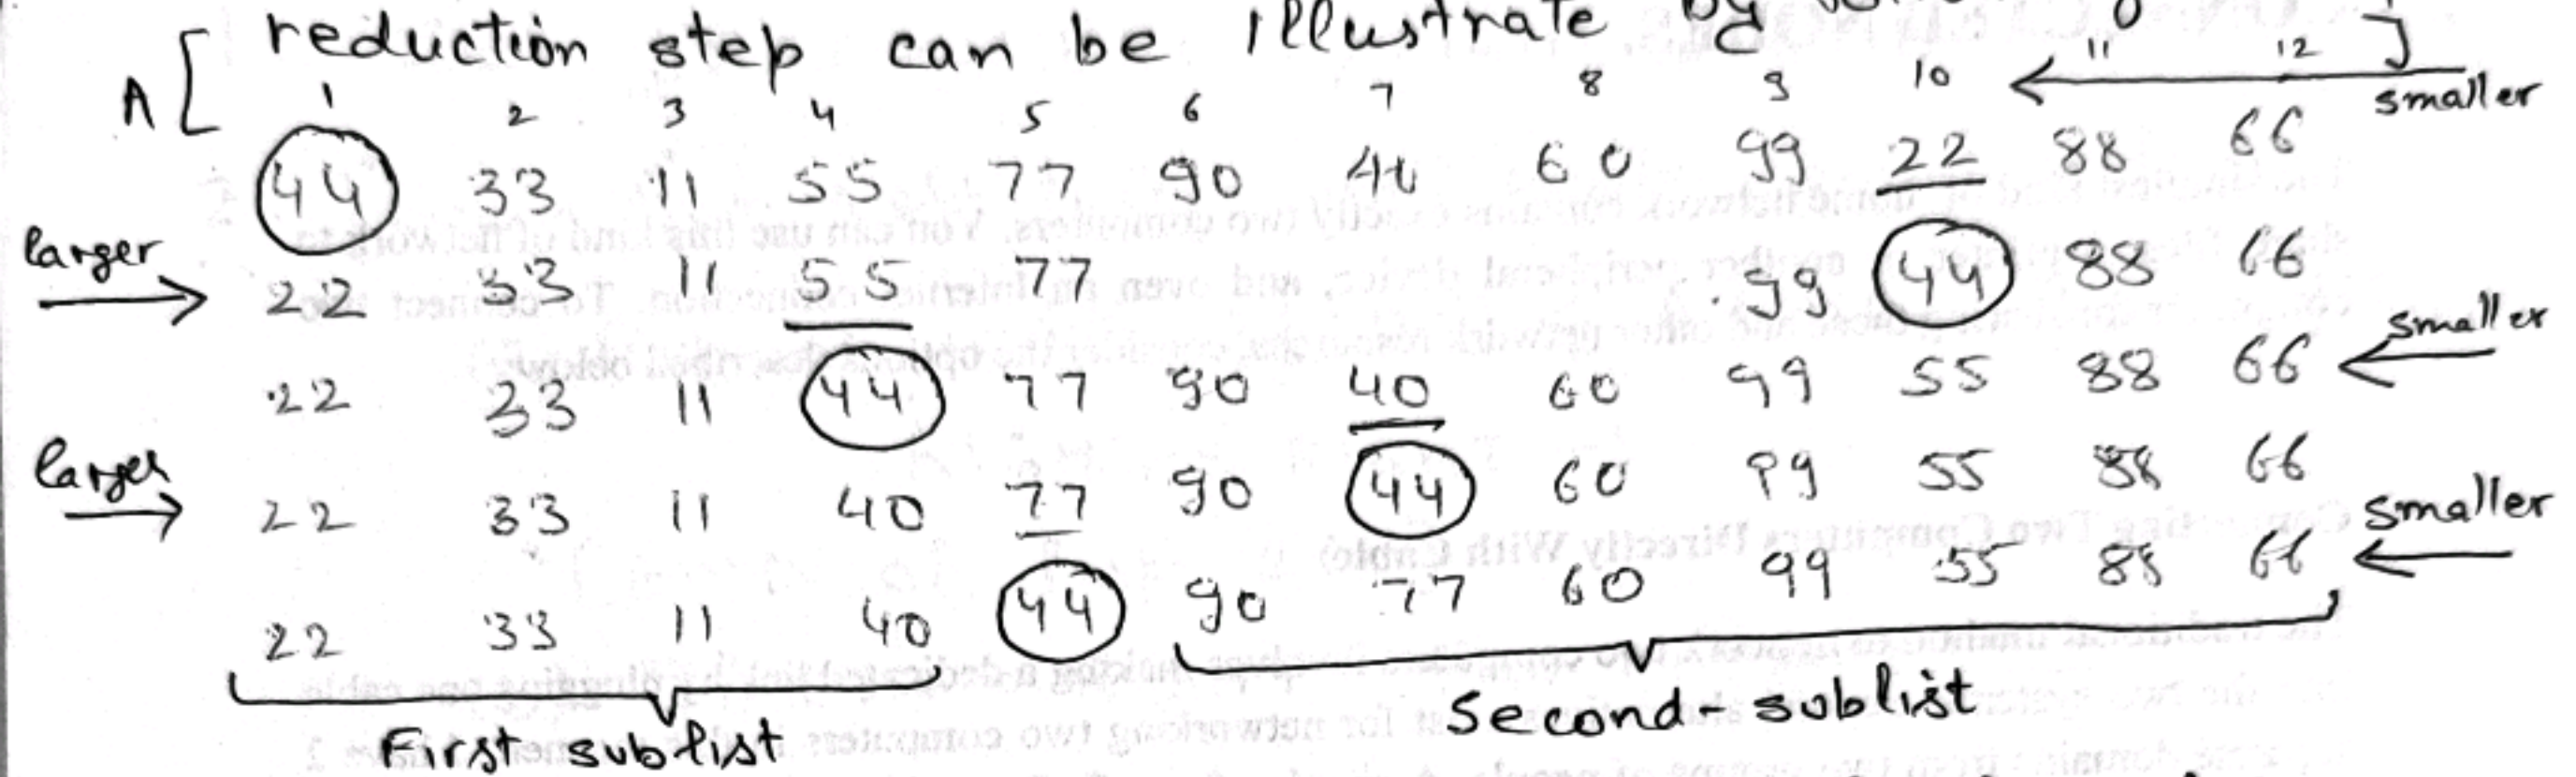 reduction step can be Illustrate by
A [ 1 2 3 4 5 6 7 8 9 10 11 12 ]
smaller
44 33 11 55 77 90 40 60 99 22 88 66
larger
22 33 11 55 77 99 44 88 66
smaller
22 33 11 44 77 90 40 60 99 55 88 66
larger
22 33 11 40 77 90 44 60 99 55 88 66
smaller
22 33 11 40 44 90 77 60 99 55 88 66
First sublist
Second-sublist